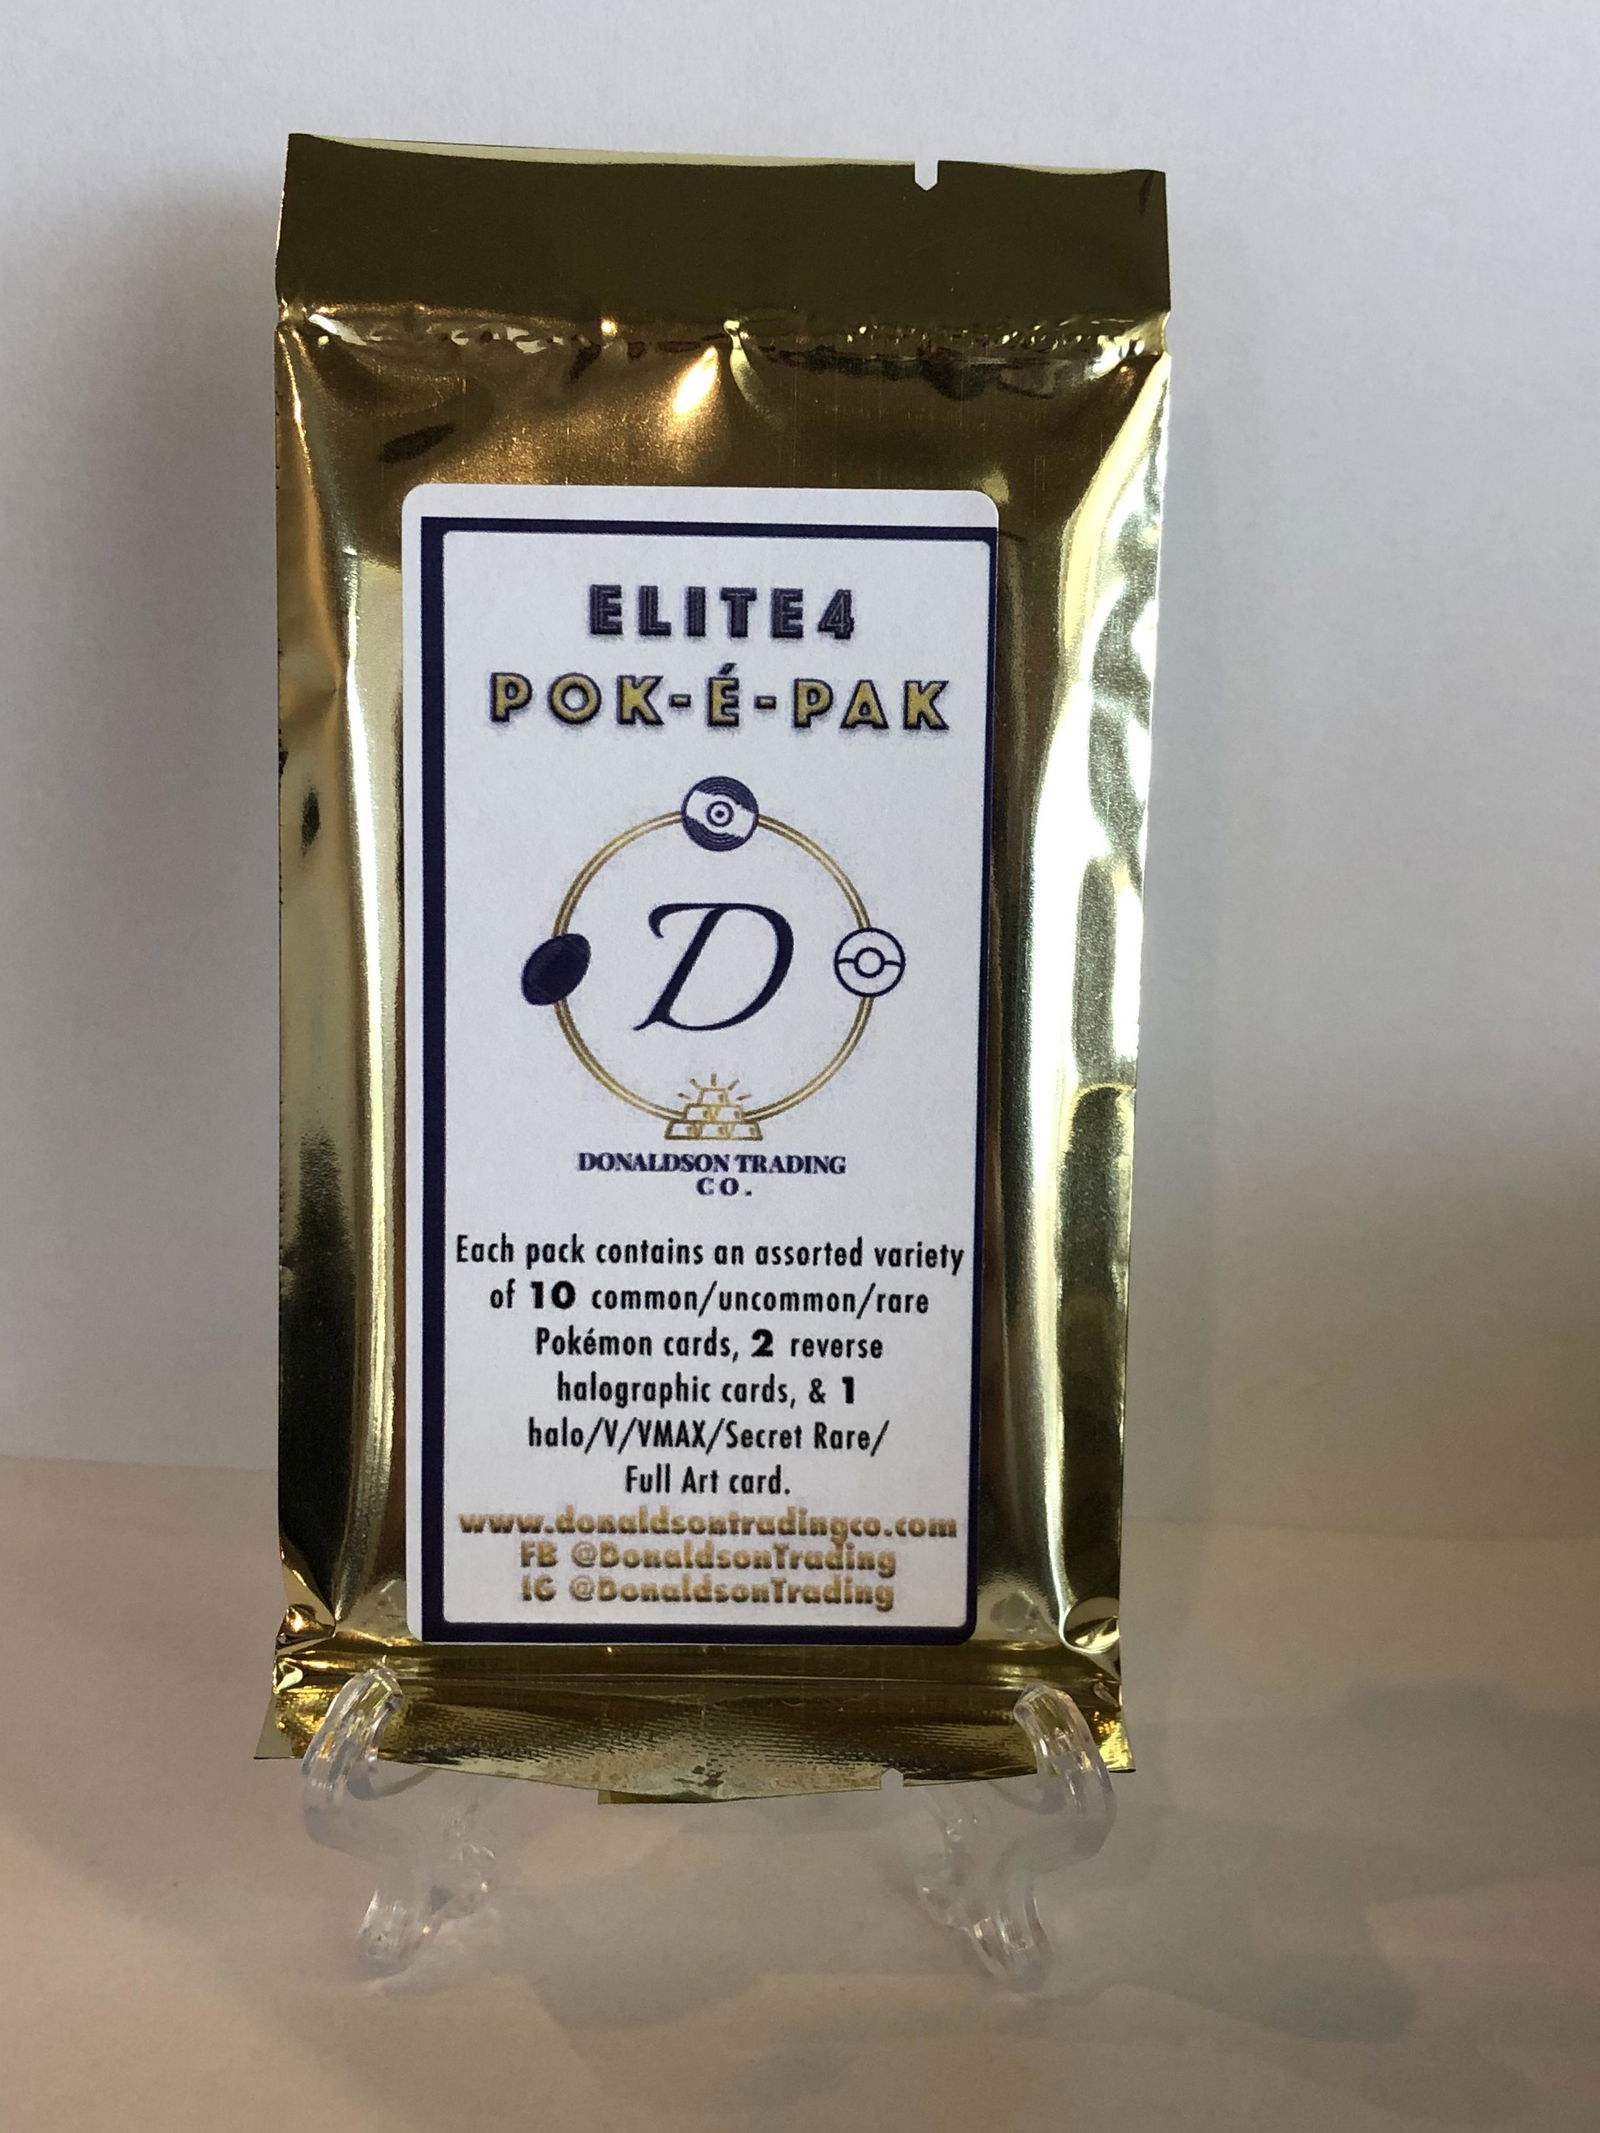 ELITE4
POK-É-PAK
D
DONALDSON TRADING
CO.
Each pack contains an assorted variety
of 10 common/uncommon/rare
Pokémon cards, 2 reverse
halographic cards, & 1
halo/V/VMAX/Secret Rare/
Full Art card.
www.donaldsontradingco.com
FB @DonaldsonTrading
IG @DonaldsonTrading